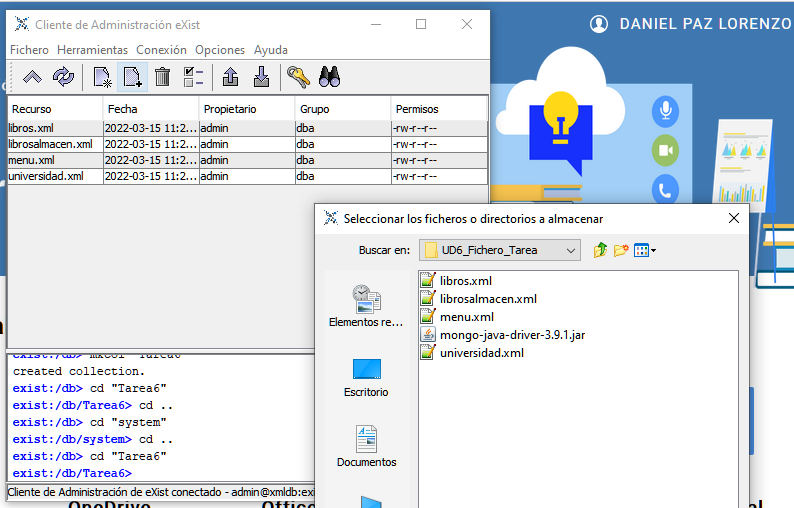 Cliente de Administración eXist
DANIEL PAZ LORENZO
Fichero Herramientas Conexión Opciones Ayuda
Recurso Fecha Propietario Grupo Permisos
libros.xml 2022-03-15 11:2... admin dba -rw-r--r--
librosalmacen.xml 2022-03-15 11:2... admin dba -rw-r--r--
menu.xml 2022-03-15 11:2... admin dba -rw-r--r--
universidad.xml 2022-03-15 11:2... admin dba -rw-r--r--
Seleccionar los ficheros o directorios a almacenar
Buscar en: UD6_Fichero_Tarea
libros.xml
librosalmacen.xml
menu.xml
mongo-java-driver-3.9.1.jar
universidad.xml
Elementos re...
Escritorio
Documentos
exist:/db> mkcol "Tarea6"
created collection.
exist:/db> cd "Tarea6"
exist:/db/Tarea6> cd ..
exist:/db> cd "system"
exist:/db/system> cd ..
exist:/db> cd "Tarea6"
exist:/db/Tarea6>
Cliente de Administración de eXist conectado - admin@xmldb:exi
OneDrive
Office